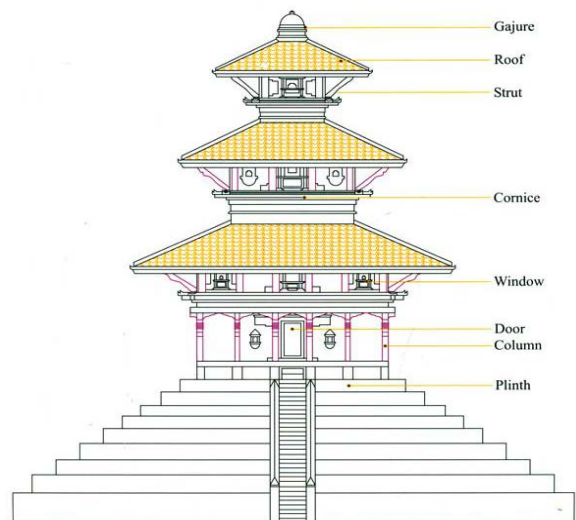 Gajure
Roof
Strut
Cornice
Window
Door
Column
Plinth